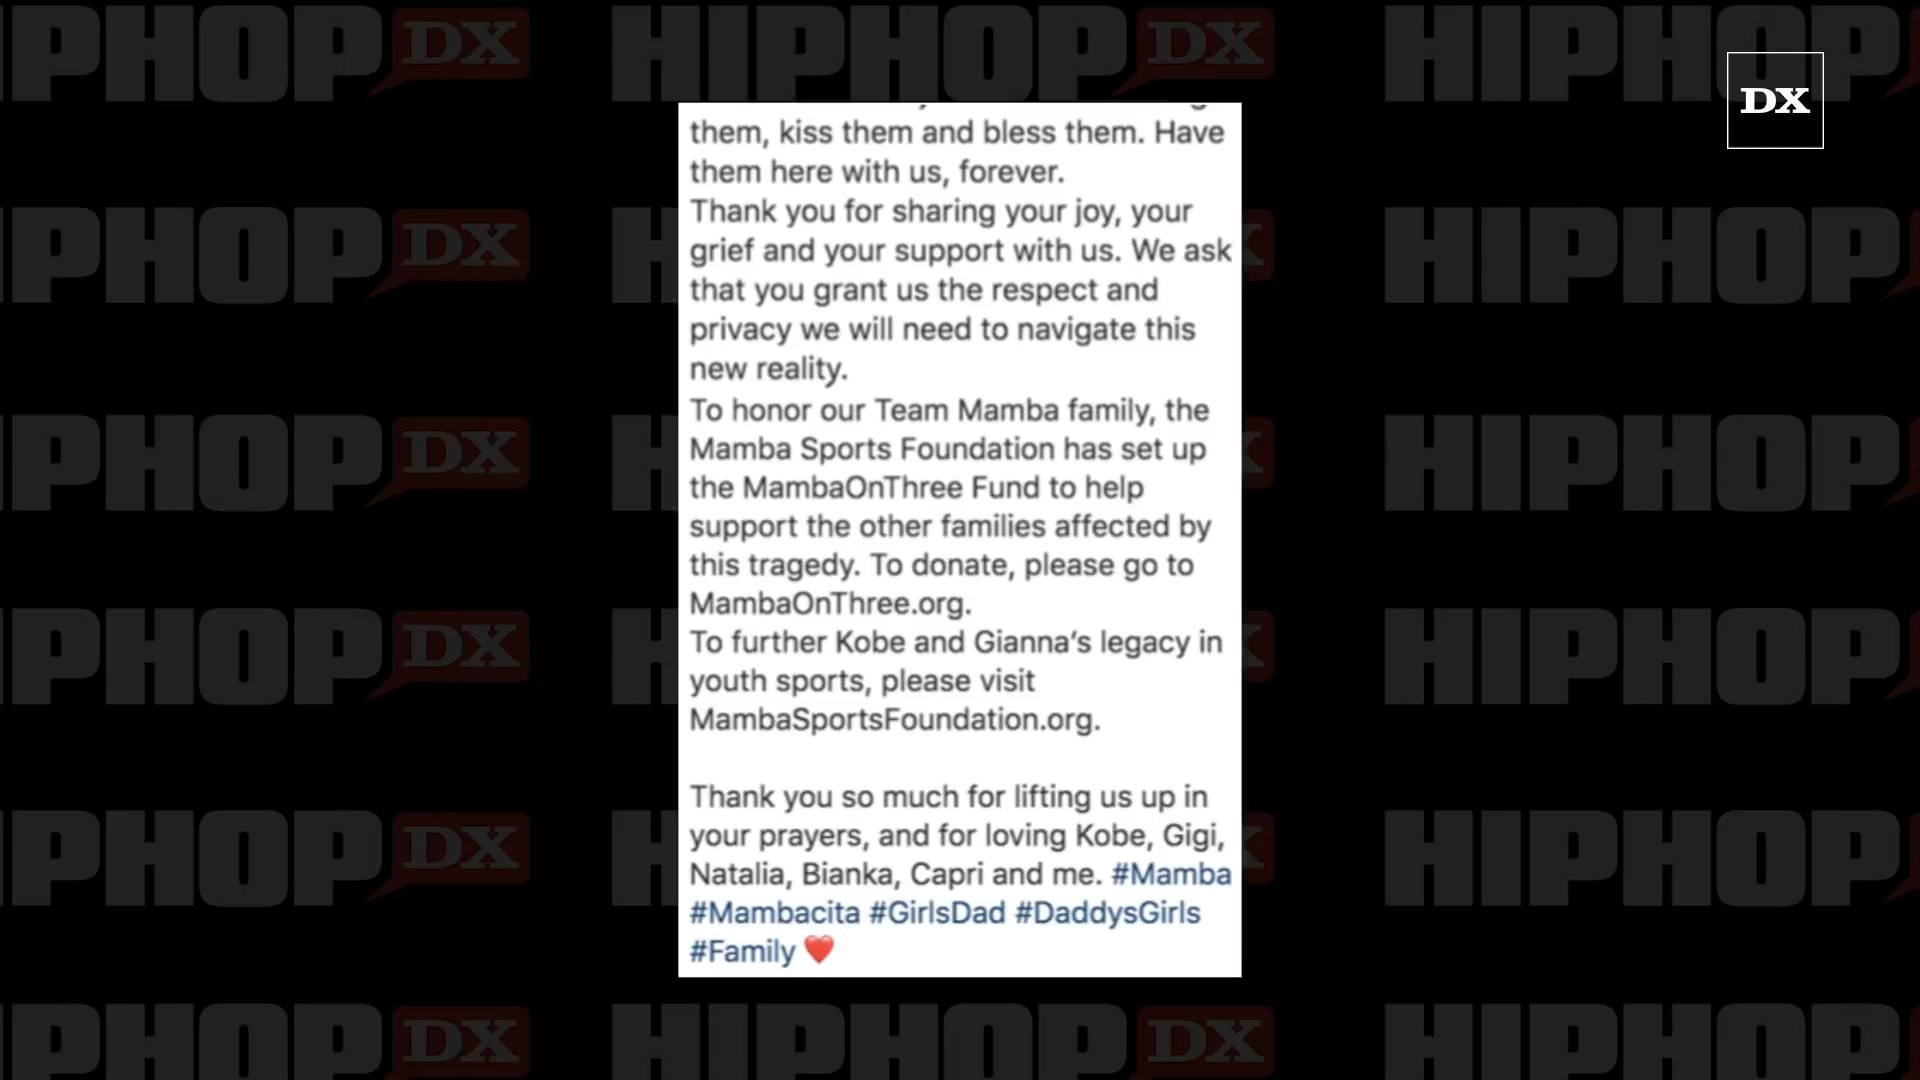 HIPHOP DX
DX
them, kiss them and bless them. Have
them here with us, forever.
Thank you for sharing your joy, your
grief and your support with us. We ask
that you grant us the respect and
privacy we will need to navigate this
new reality.
To honor our Team Mamba family, the
Mamba Sports Foundation has set up
the MambaOnThree Fund to help
support the other families affected by
this tragedy. To donate, please go to
MambaOnThree.org.
To further Kobe and Gianna's legacy in
youth sports, please visit
MambaSportsFoundation.org.
Thank you so much for lifting us up in
your prayers, and for loving Kobe, Gigi,
Natalia, Bianka, Capri and me. #Mamba
#Mambacita #GirlsDad #DaddysGirls
#Family ❤️